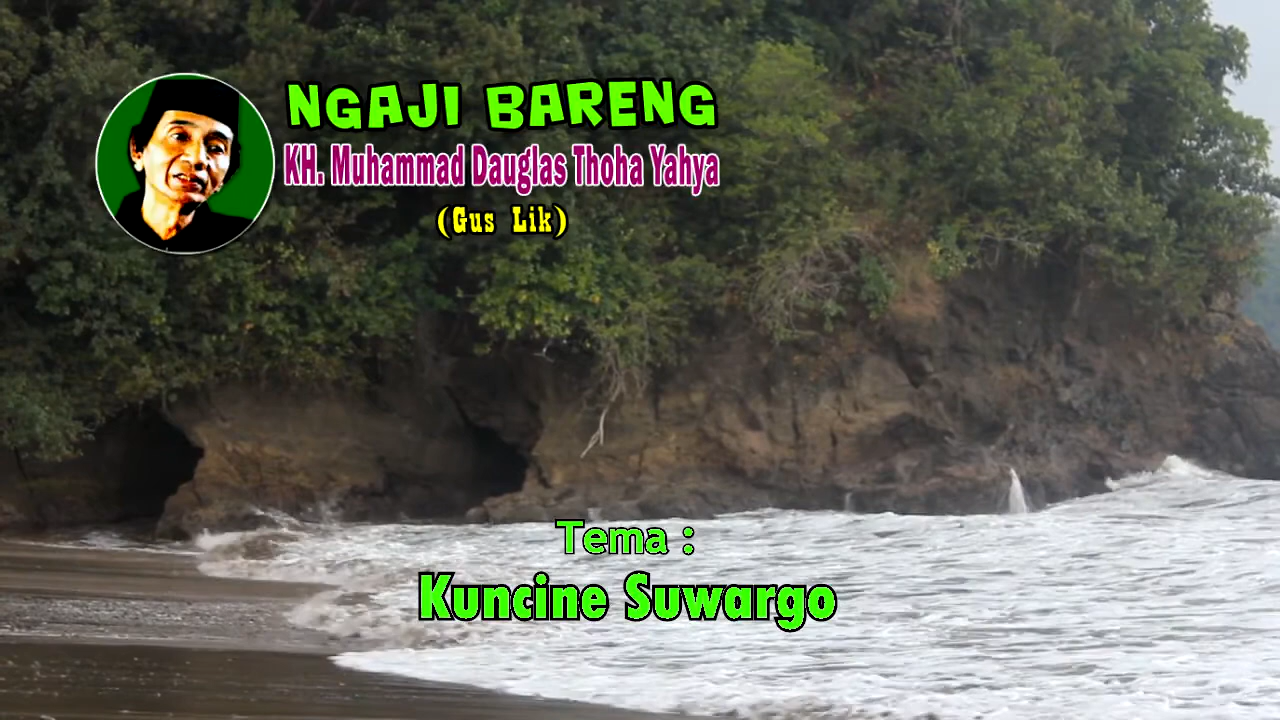 NGAJI BARENG
KH. Muhammad Dauglas Thoha Yahya
(Gus Lik)
Tema :
Kuncine Suwargo